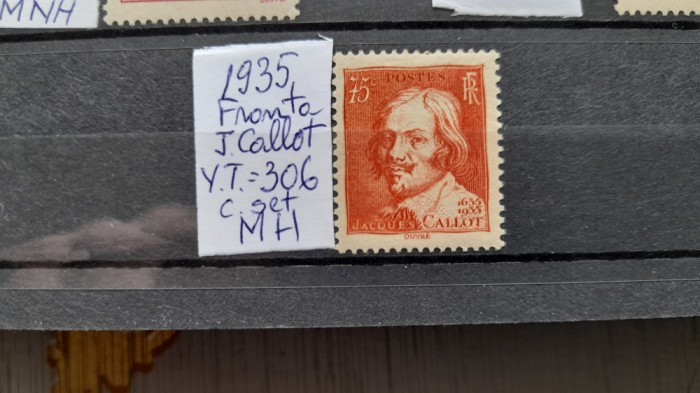 MNH
1935
Franta
J. Callot
Y.T.=306
c. set
MH
75c POSTES RF
1635
1935
JACQUES CALLOT
OUVRÉ